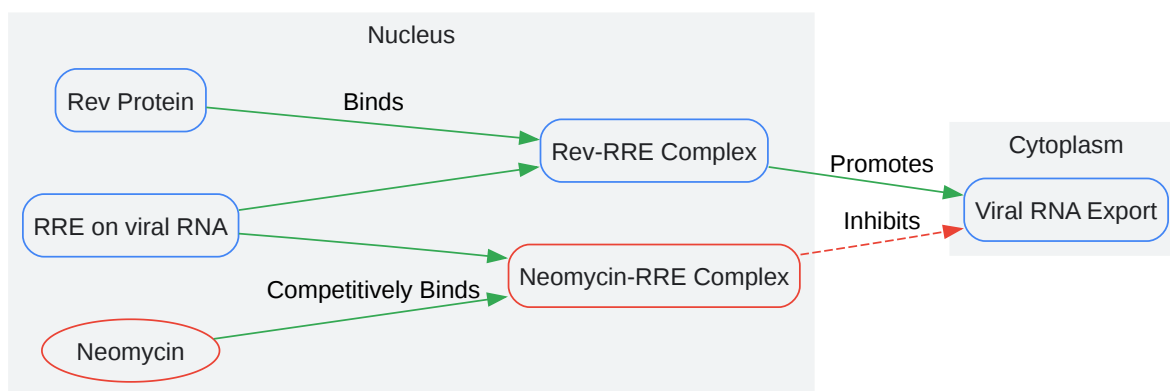 Nucleus
Rev Protein
Binds
Rev-RRE Complex
Promotes
Cytoplasm
RRE on viral RNA
Inhibits
Viral RNA Export
Competitively Binds
Neomycin-RRE Complex
Neomycin